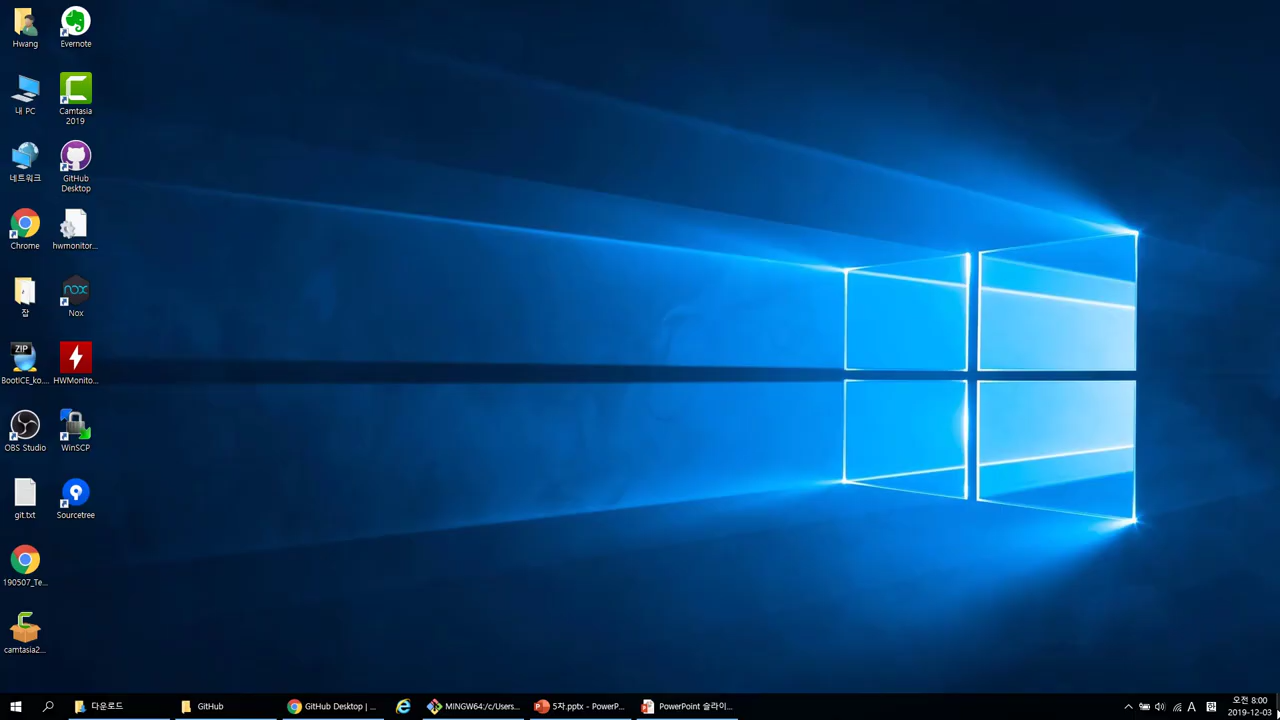 Hwang
Evernote
내 PC
Camtasia
2019
네트워크
GitHub
Desktop
Chrome
hwmonitor...
잡
nox
Nox
ZIP
BootICE_ko...
HWMonito...
OBS Studio
WinSCP
git.txt
Sourcetree
190507_Te...
camtasia2...
다운로드
GitHub
GitHub Desktop | ...
MINGW64:/c/Users...
5차.pptx - PowerP...
PowerPoint 슬라이...
A
오전 8:00
2019-12-03